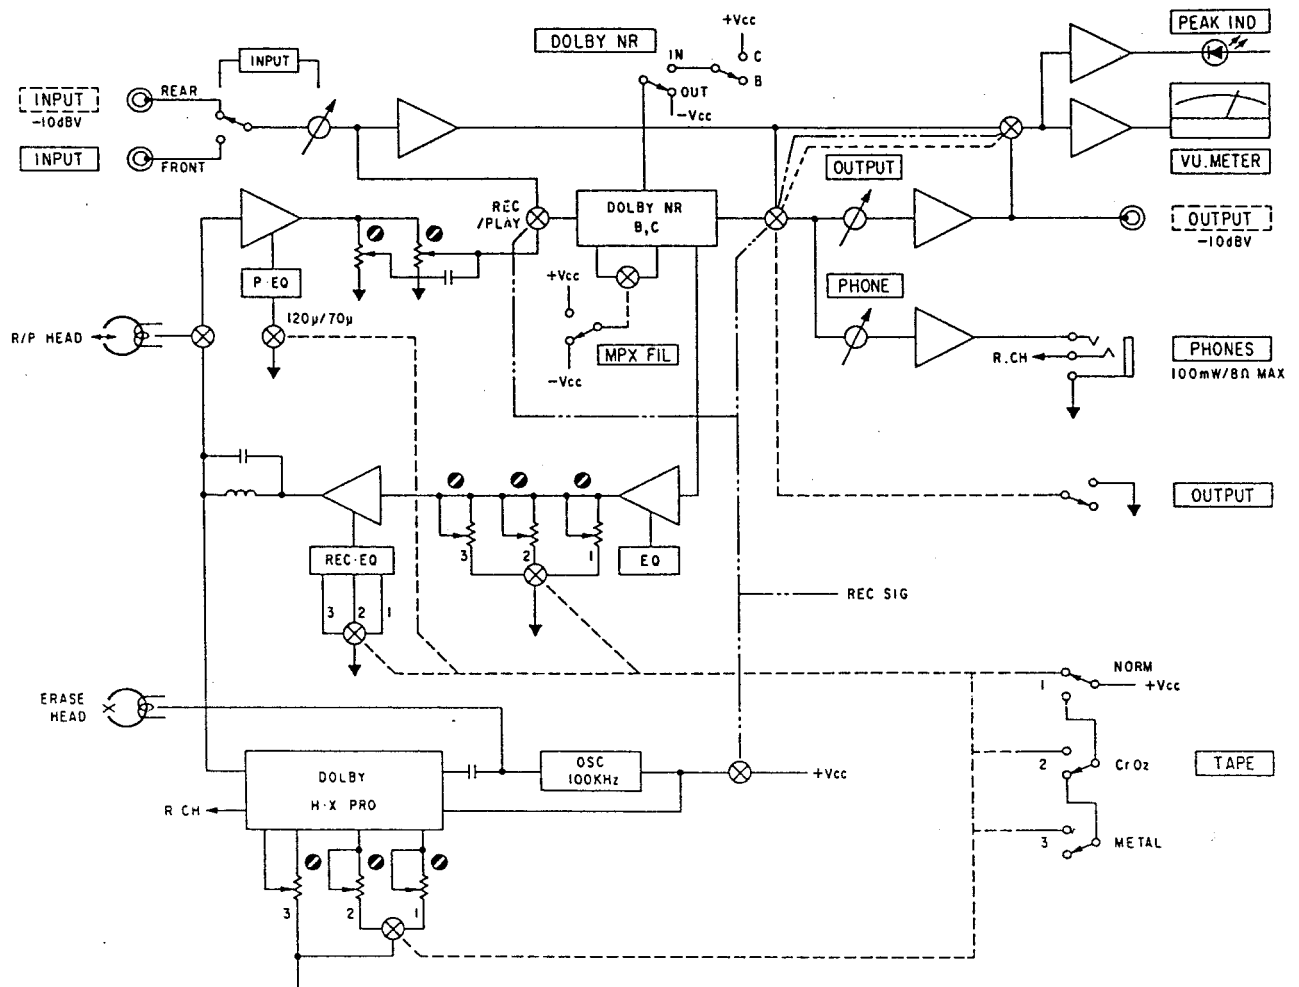 PEAK IND
+Vcc
DOLBY NR
IN
C
B
OUT
-Vcc
INPUT
REAR
INPUT
-10dBV
INPUT
FRONT
VU.METER
OUTPUT
REC
/PLAY
DOLBY NR
B,C
OUTPUT
-10dBV
P·EQ
+Vcc
PHONE
120µ/70µ
R/P HEAD
MPX FIL
-Vcc
R.CH
PHONES
100mW/8Ω MAX
OUTPUT
REC·EQ
3
2
1
EQ
3
2
1
REC SIG
NORM
1
+Vcc
ERASE
HEAD
OSC
100KHz
+Vcc
2
CrO2
TAPE
DOLBY
H·X PRO
R CH
3
METAL
3
2
1